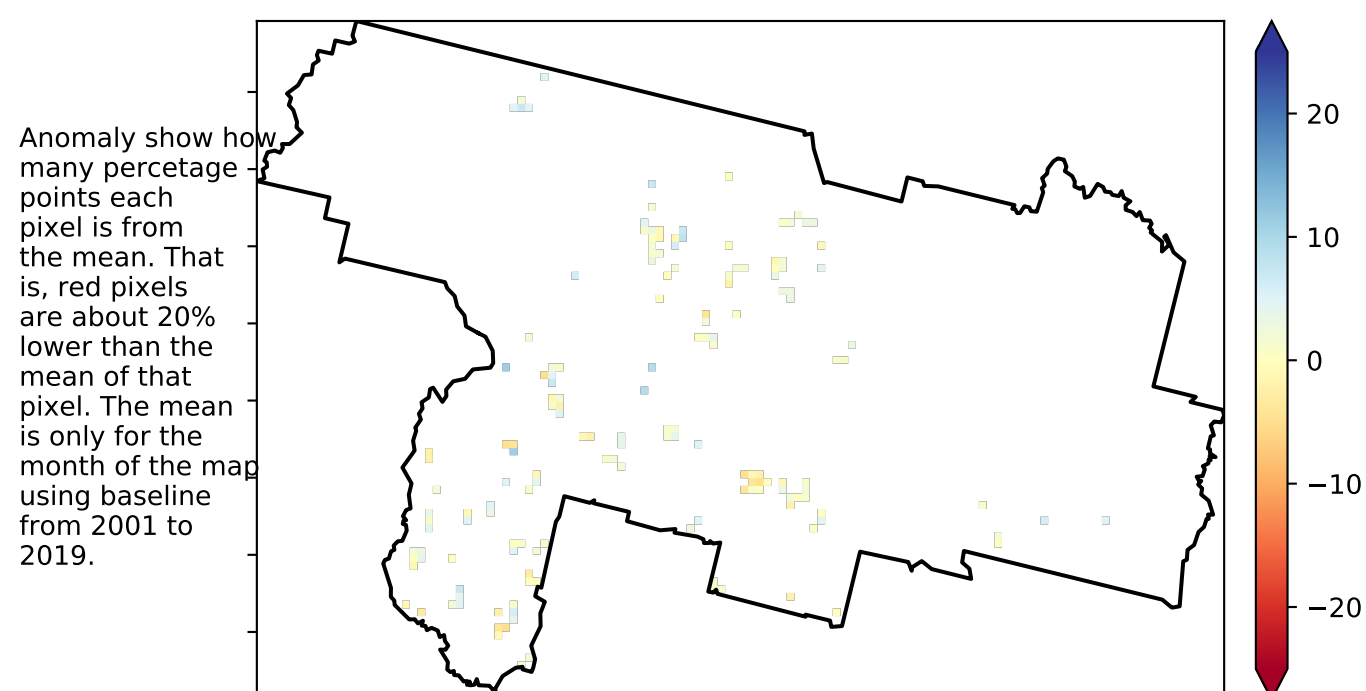 Anomaly show how
many percetage
points each
pixel is from
the mean. That
is, red pixels
are about 20%
lower than the
mean of that
pixel. The mean
is only for the
month of the map
using baseline
from 2001 to
2019.
20
10
0
−10
−20